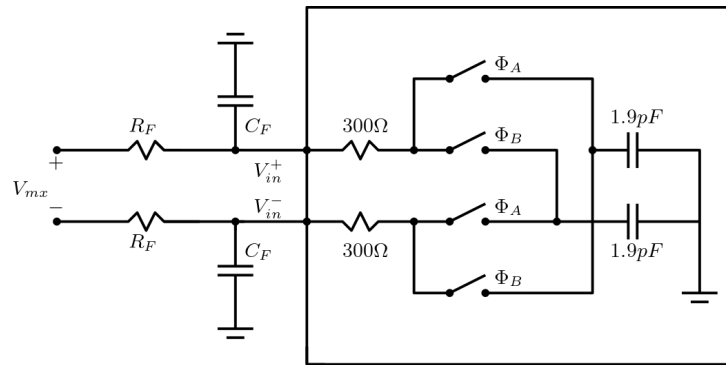 Φ_A
1.9pF
R_F
C_F
300Ω
Φ_B
+
V_in^+
V_mx
V_in^-
Φ_A
−
R_F
C_F
300Ω
1.9pF
Φ_B